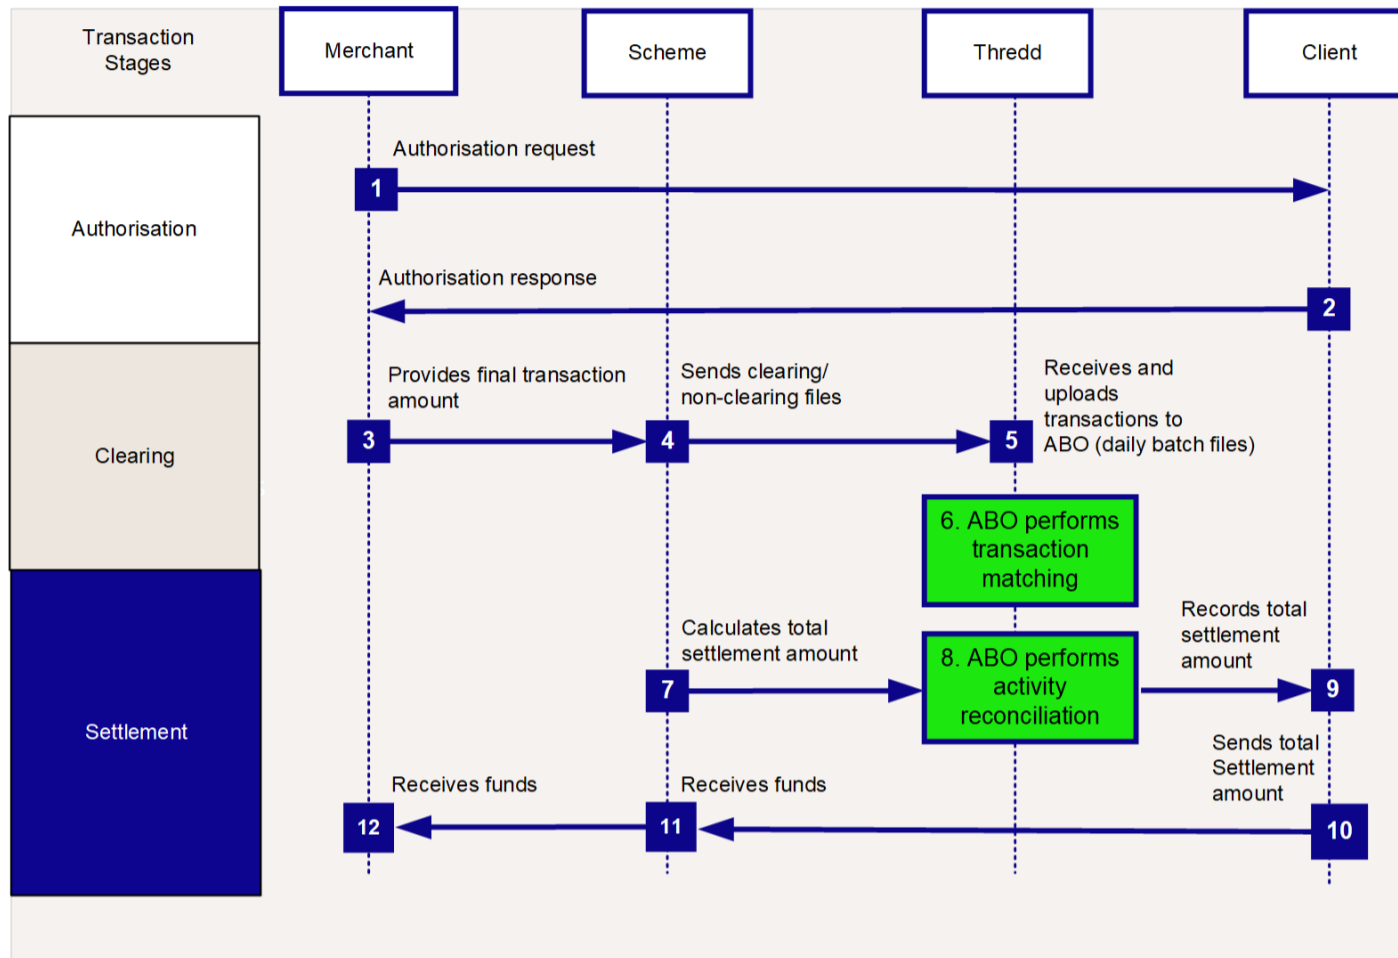 Transaction
Stages
Merchant
Scheme
Thredd
Client
Authorisation
Authorisation request
1
Authorisation response
2
Clearing
Provides final transaction
amount
3
Sends clearing/
non-clearing files
4
Receives and
uploads
transactions to
ABO (daily batch files)
5
6. ABO performs
transaction
matching
Settlement
Calculates total
settlement amount
7
8. ABO performs
activity
reconciliation
Records total
settlement
amount
9
Sends total
Settlement
amount
10
Receives funds
11
Receives funds
12